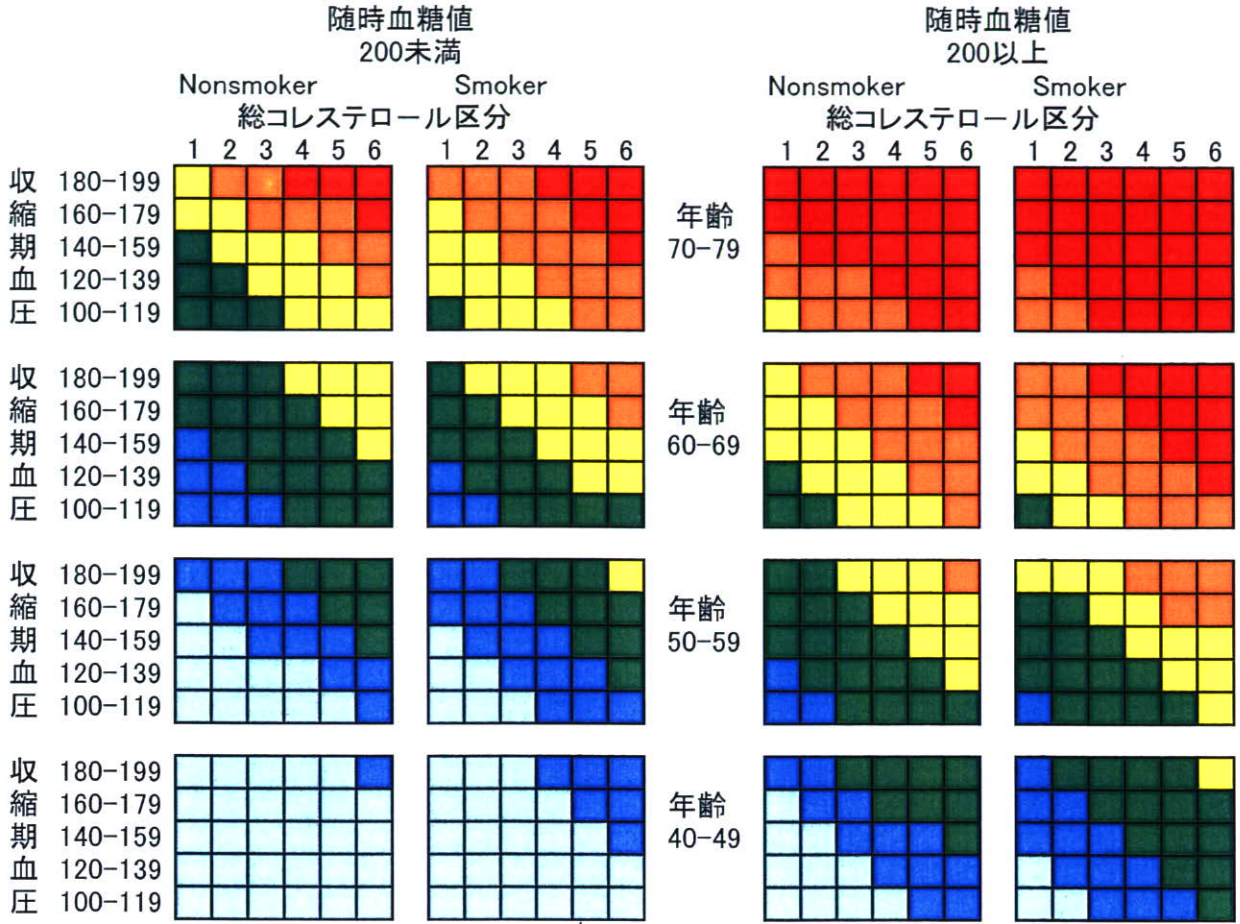 随時血糖値 随時血糖値
200未満 200以上
Nonsmoker Smoker Nonsmoker Smoker
総コレステロール区分 総コレステロール区分
1 2 3 4 5 6 1 2 3 4 5 6 1 2 3 4 5 6 1 2 3 4 5 6
収 180-199
縮 160-179 年齢
期 140-159 70-79
血 120-139
圧 100-119
収 180-199
縮 160-179 年齢
期 140-159 60-69
血 120-139
圧 100-119
収 180-199
縮 160-179 年齢
期 140-159 50-59
血 120-139
圧 100-119
収 180-199
縮 160-179 年齢
期 140-159 40-49
血 120-139
圧 100-119